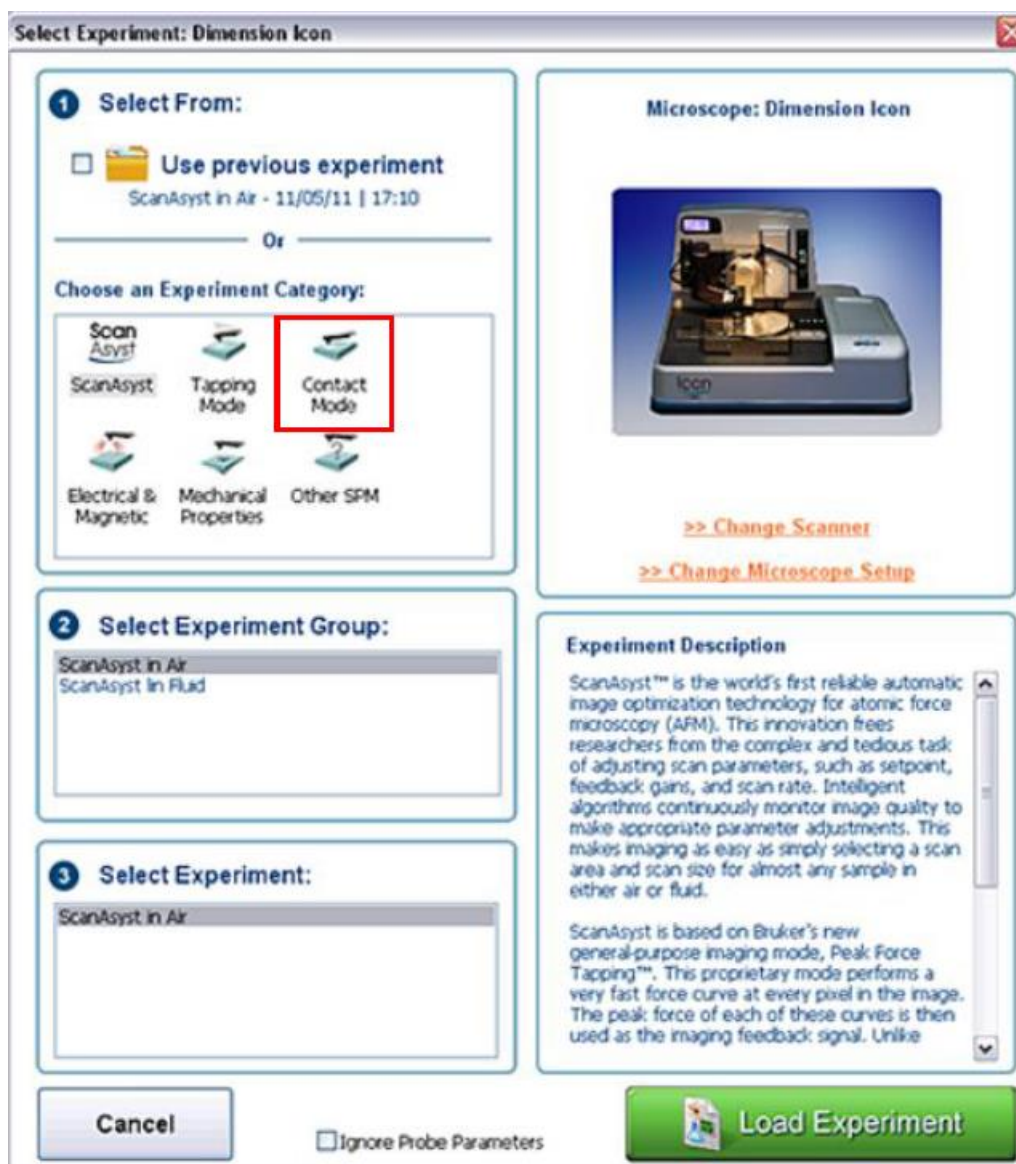 Select Experiment: Dimension Icon
1 Select From:
Use previous experiment
ScanAsyst in Air - 11/05/11 | 17:10
Or
Choose an Experiment Category:
Scan
Asyst
ScanAsyst
Tapping
Mode
Contact
Mode
Electrical &
Magnetic
Mechanical
Properties
?
Other SPM
2 Select Experiment Group:
ScanAsyst in Air
ScanAsyst Iin Fluid
3 Select Experiment:
ScanAsyst in Air
Cancel
Ignore Probe Parameters
Microscope: Dimension Icon
Icon
>> Change Scanner
>> Change Microscope Setup
Experiment Description
ScanAsyst™ is the world's first reliable automatic
image optimization technology for atomic force
microscopy (AFM). This innovation frees
researchers from the complex and tedious task
of adjusting scan parameters, such as setpoint,
feedback gains, and scan rate. Intelligent
algorithms continuously monitor image quality to
make appropriate parameter adjustments. This
makes imaging as easy as simply selecting a scan
area and scan size for almost any sample in
either air or fluid.
ScanAsyst is based on Bruker's new
general-purpose imaging mode, Peak Force
Tapping™. This proprietary mode performs a
very fast force curve at every pixel in the image.
The peak force of each of these curves is then
used as the imaging feedback signal. Unlike
Load Experiment